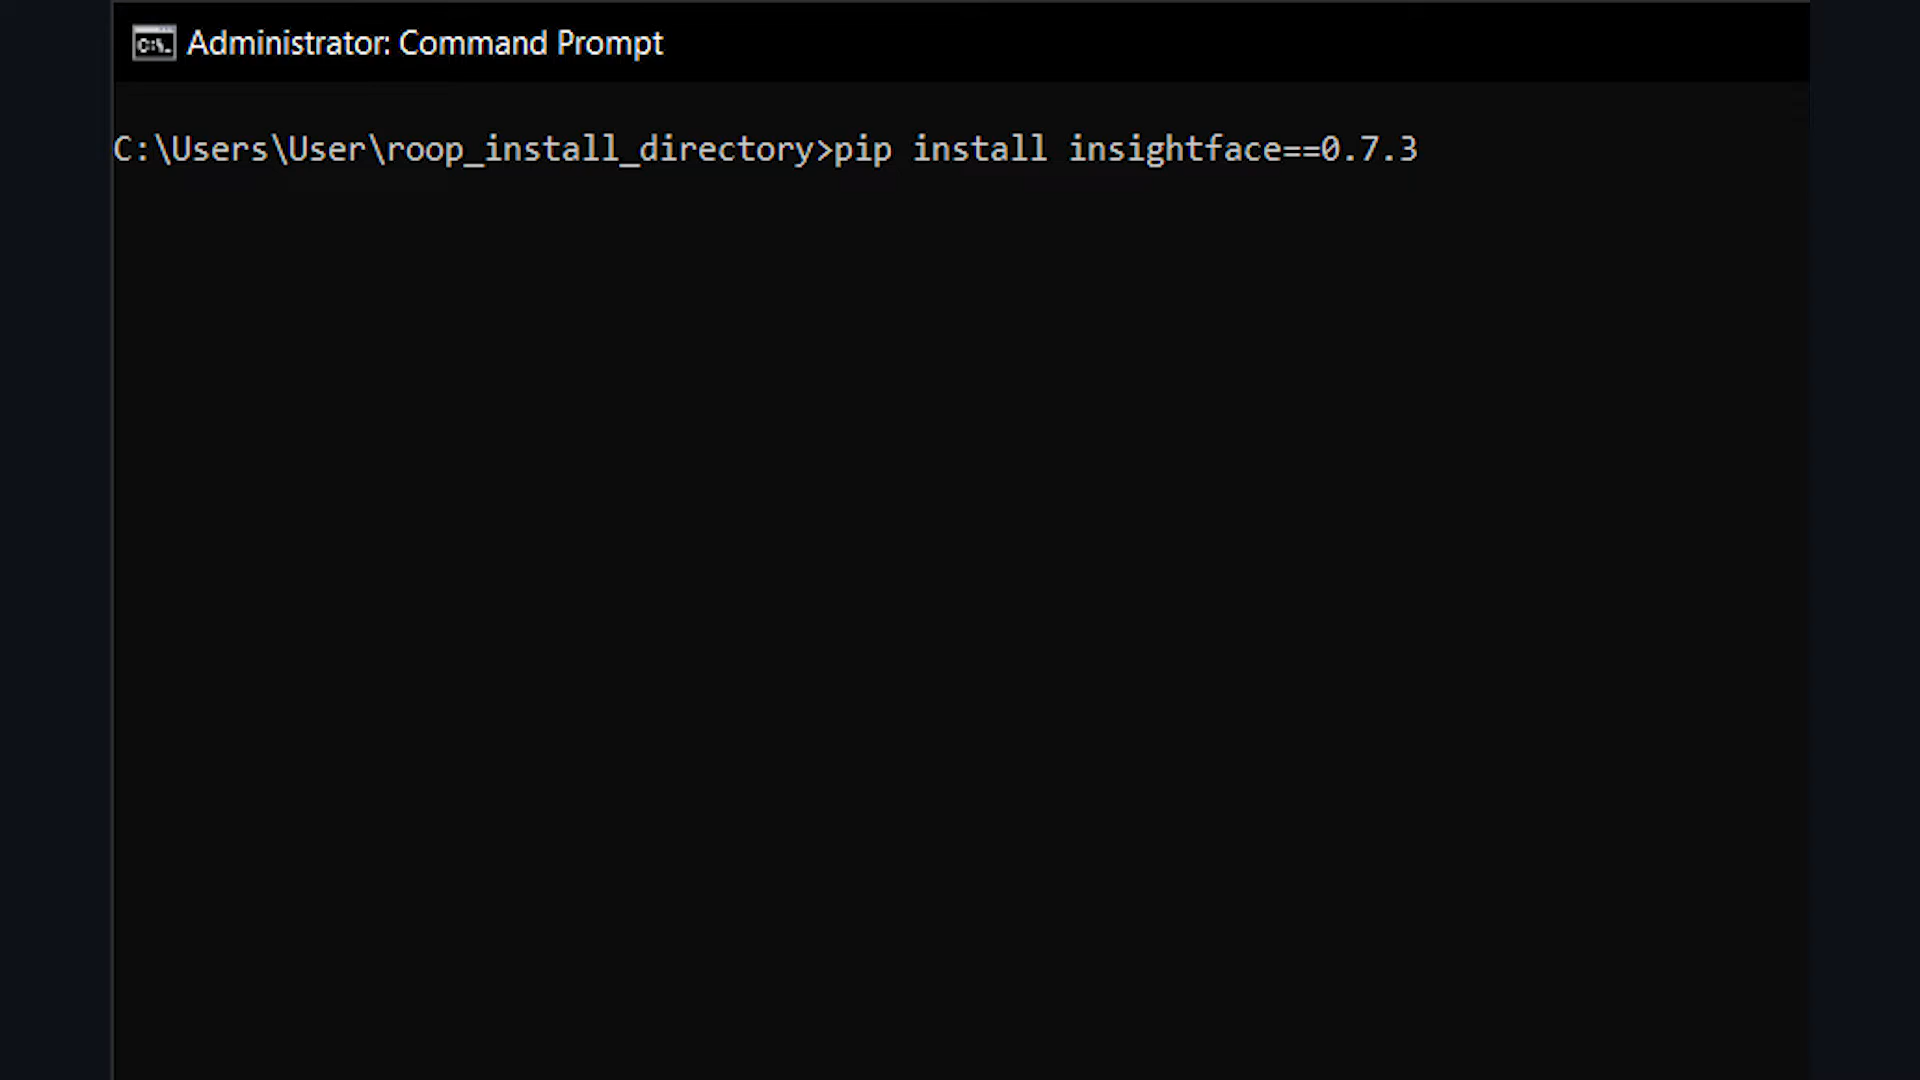 Administrator: Command Prompt
C:\Users\User\roop_install_directory>pip install insightface==0.7.3